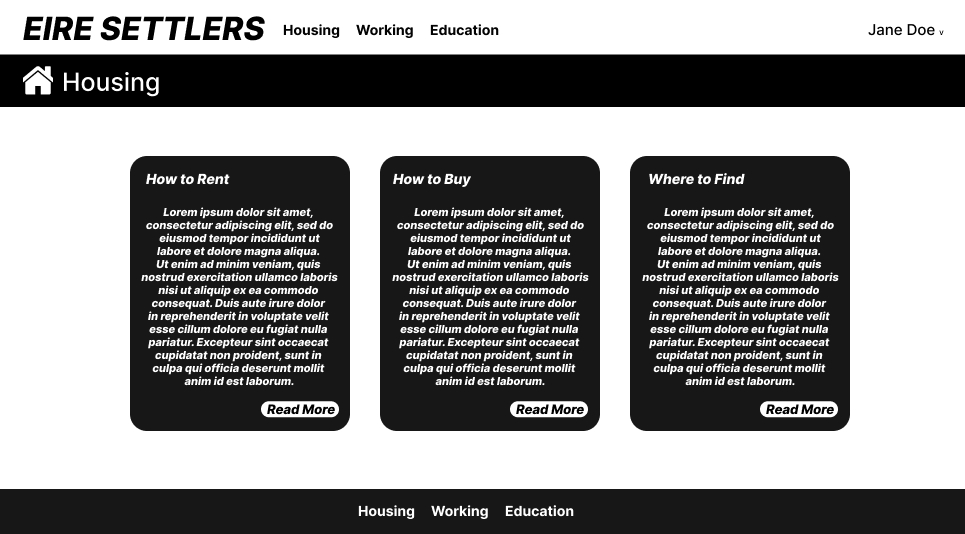 EIRE SETTLERS Housing Working Education Jane Doe v
Housing
How to Rent
Lorem ipsum dolor sit amet,
consectetur adipiscing elit, sed do
eiusmod tempor incididunt ut
labore et dolore magna aliqua.
Ut enim ad minim veniam, quis
nostrud exercitation ullamco laboris
nisi ut aliquip ex ea commodo
consequat. Duis aute irure dolor
in reprehenderit in voluptate velit
esse cillum dolore eu fugiat nulla
pariatur. Excepteur sint occaecat
cupidatat non proident, sunt in
culpa qui officia deserunt mollit
anim id est laborum.
Read More
How to Buy
Lorem ipsum dolor sit amet,
consectetur adipiscing elit, sed do
eiusmod tempor incididunt ut
labore et dolore magna aliqua.
Ut enim ad minim veniam, quis
nostrud exercitation ullamco laboris
nisi ut aliquip ex ea commodo
consequat. Duis aute irure dolor
in reprehenderit in voluptate velit
esse cillum dolore eu fugiat nulla
pariatur. Excepteur sint occaecat
cupidatat non proident, sunt in
culpa qui officia deserunt mollit
anim id est laborum.
Read More
Where to Find
Lorem ipsum dolor sit amet,
consectetur adipiscing elit, sed do
eiusmod tempor incididunt ut
labore et dolore magna aliqua.
Ut enim ad minim veniam, quis
nostrud exercitation ullamco laboris
nisi ut aliquip ex ea commodo
consequat. Duis aute irure dolor
in reprehenderit in voluptate velit
esse cillum dolore eu fugiat nulla
pariatur. Excepteur sint occaecat
cupidatat non proident, sunt in
culpa qui officia deserunt mollit
anim id est laborum.
Read More
Housing Working Education